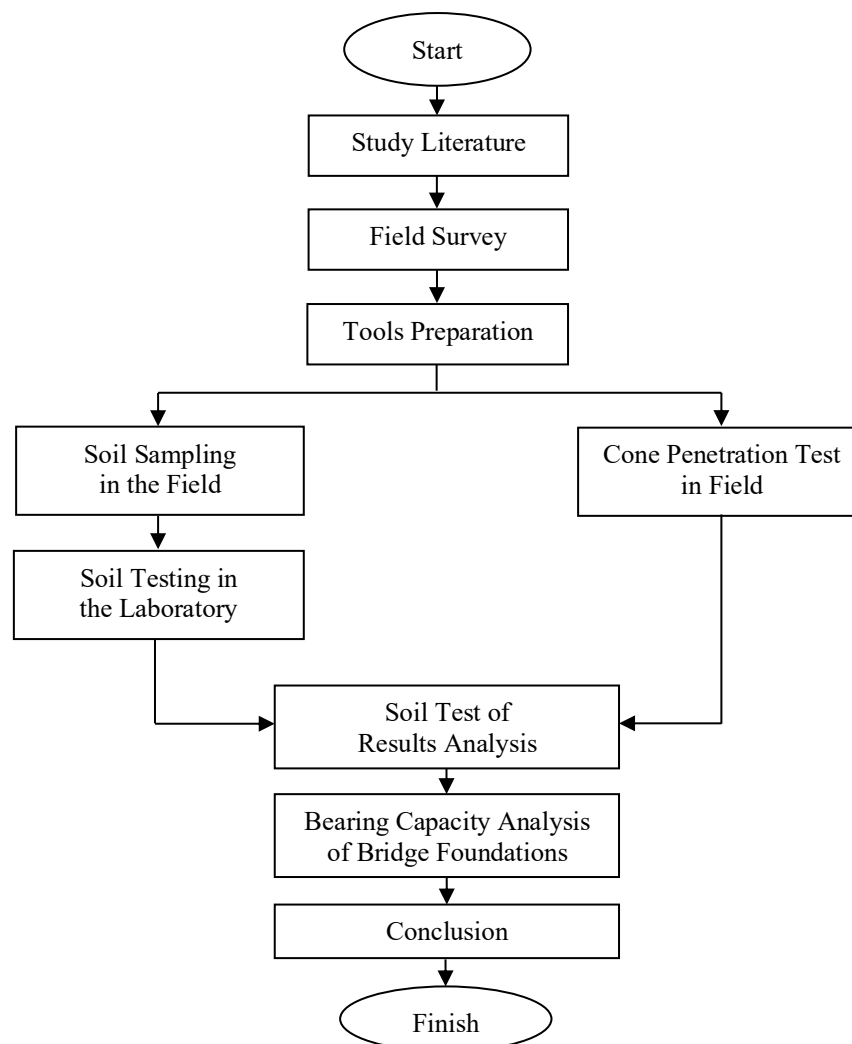 Start
Study Literature
Field Survey
Tools Preparation
Soil Sampling
in the Field
Cone Penetration Test
in Field
Soil Testing in
the Laboratory
Soil Test of
Results Analysis
Bearing Capacity Analysis
of Bridge Foundations
Conclusion
Finish